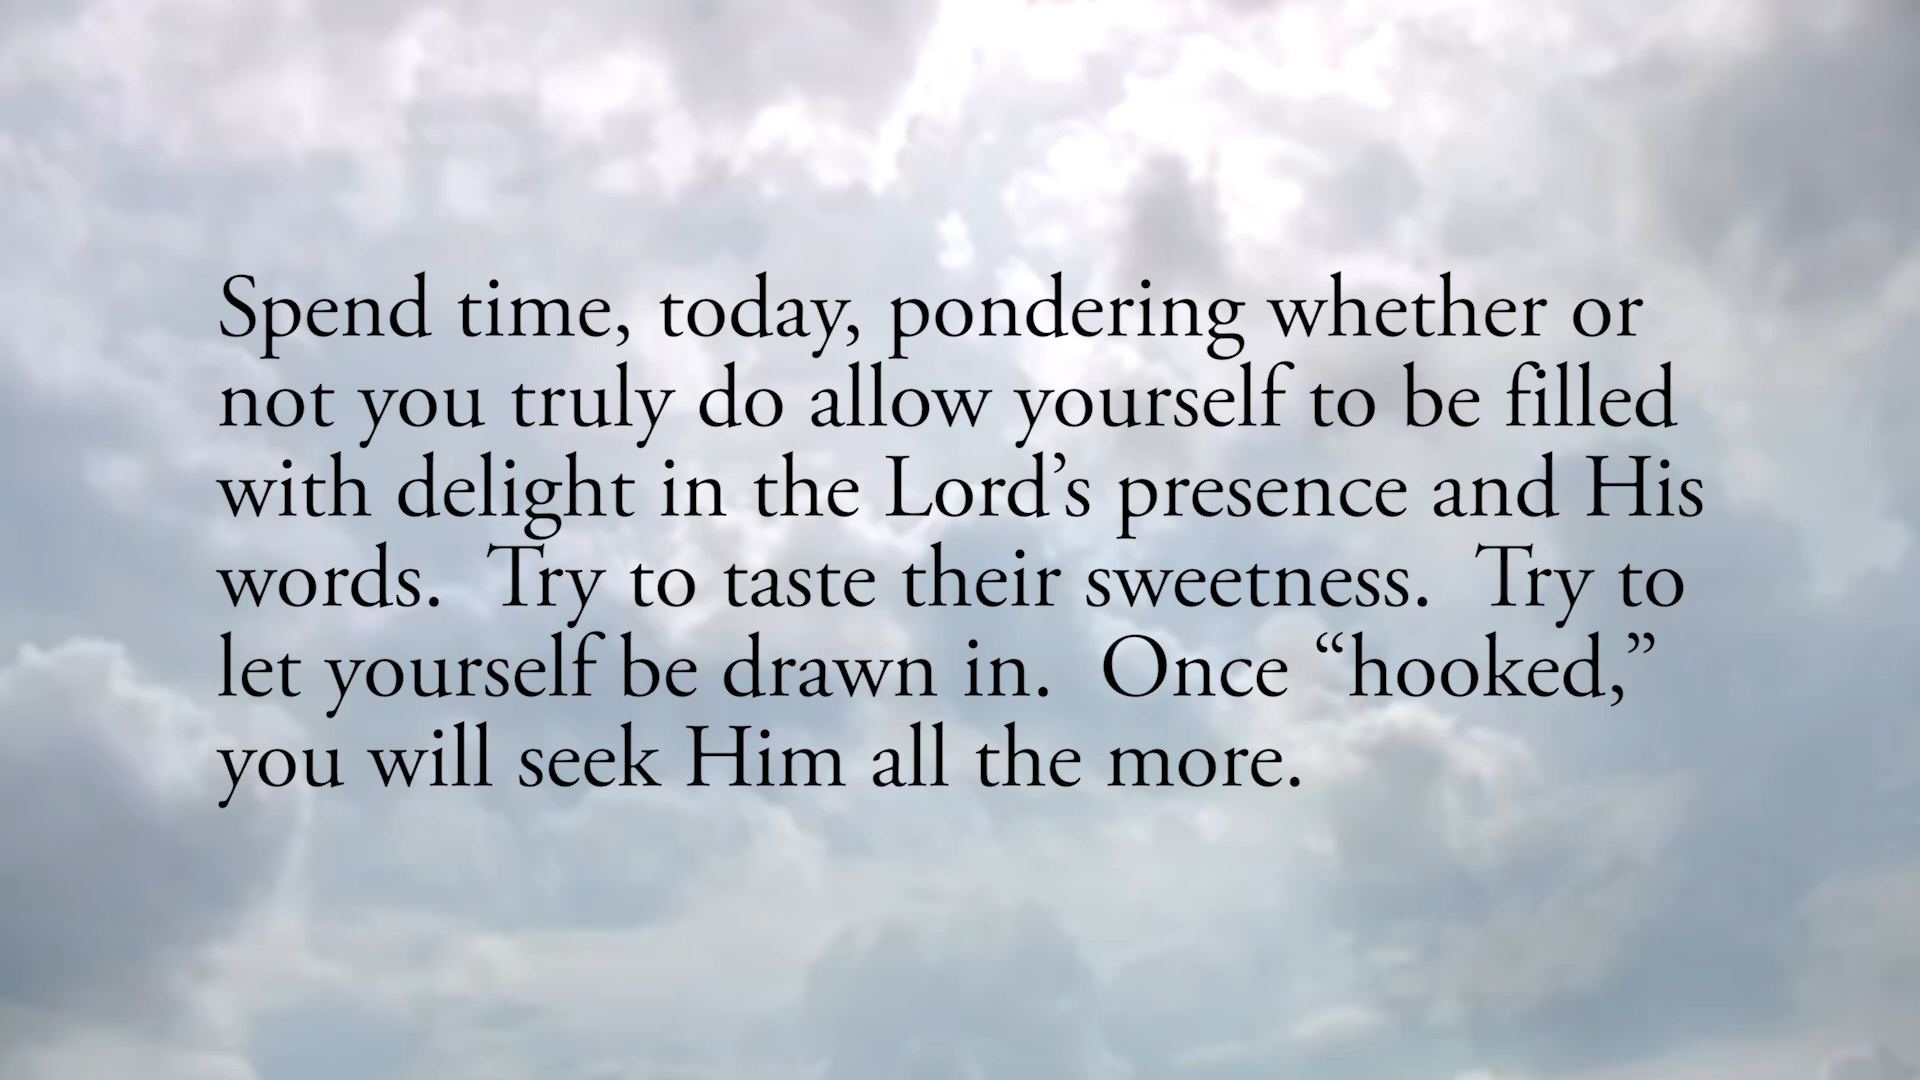 Spend time, today, pondering whether or
not you truly do allow yourself to be filled
with delight in the Lord’s presence and His
words.  Try to taste their sweetness.  Try to
let yourself be drawn in.  Once “hooked,”
you will seek Him all the more.